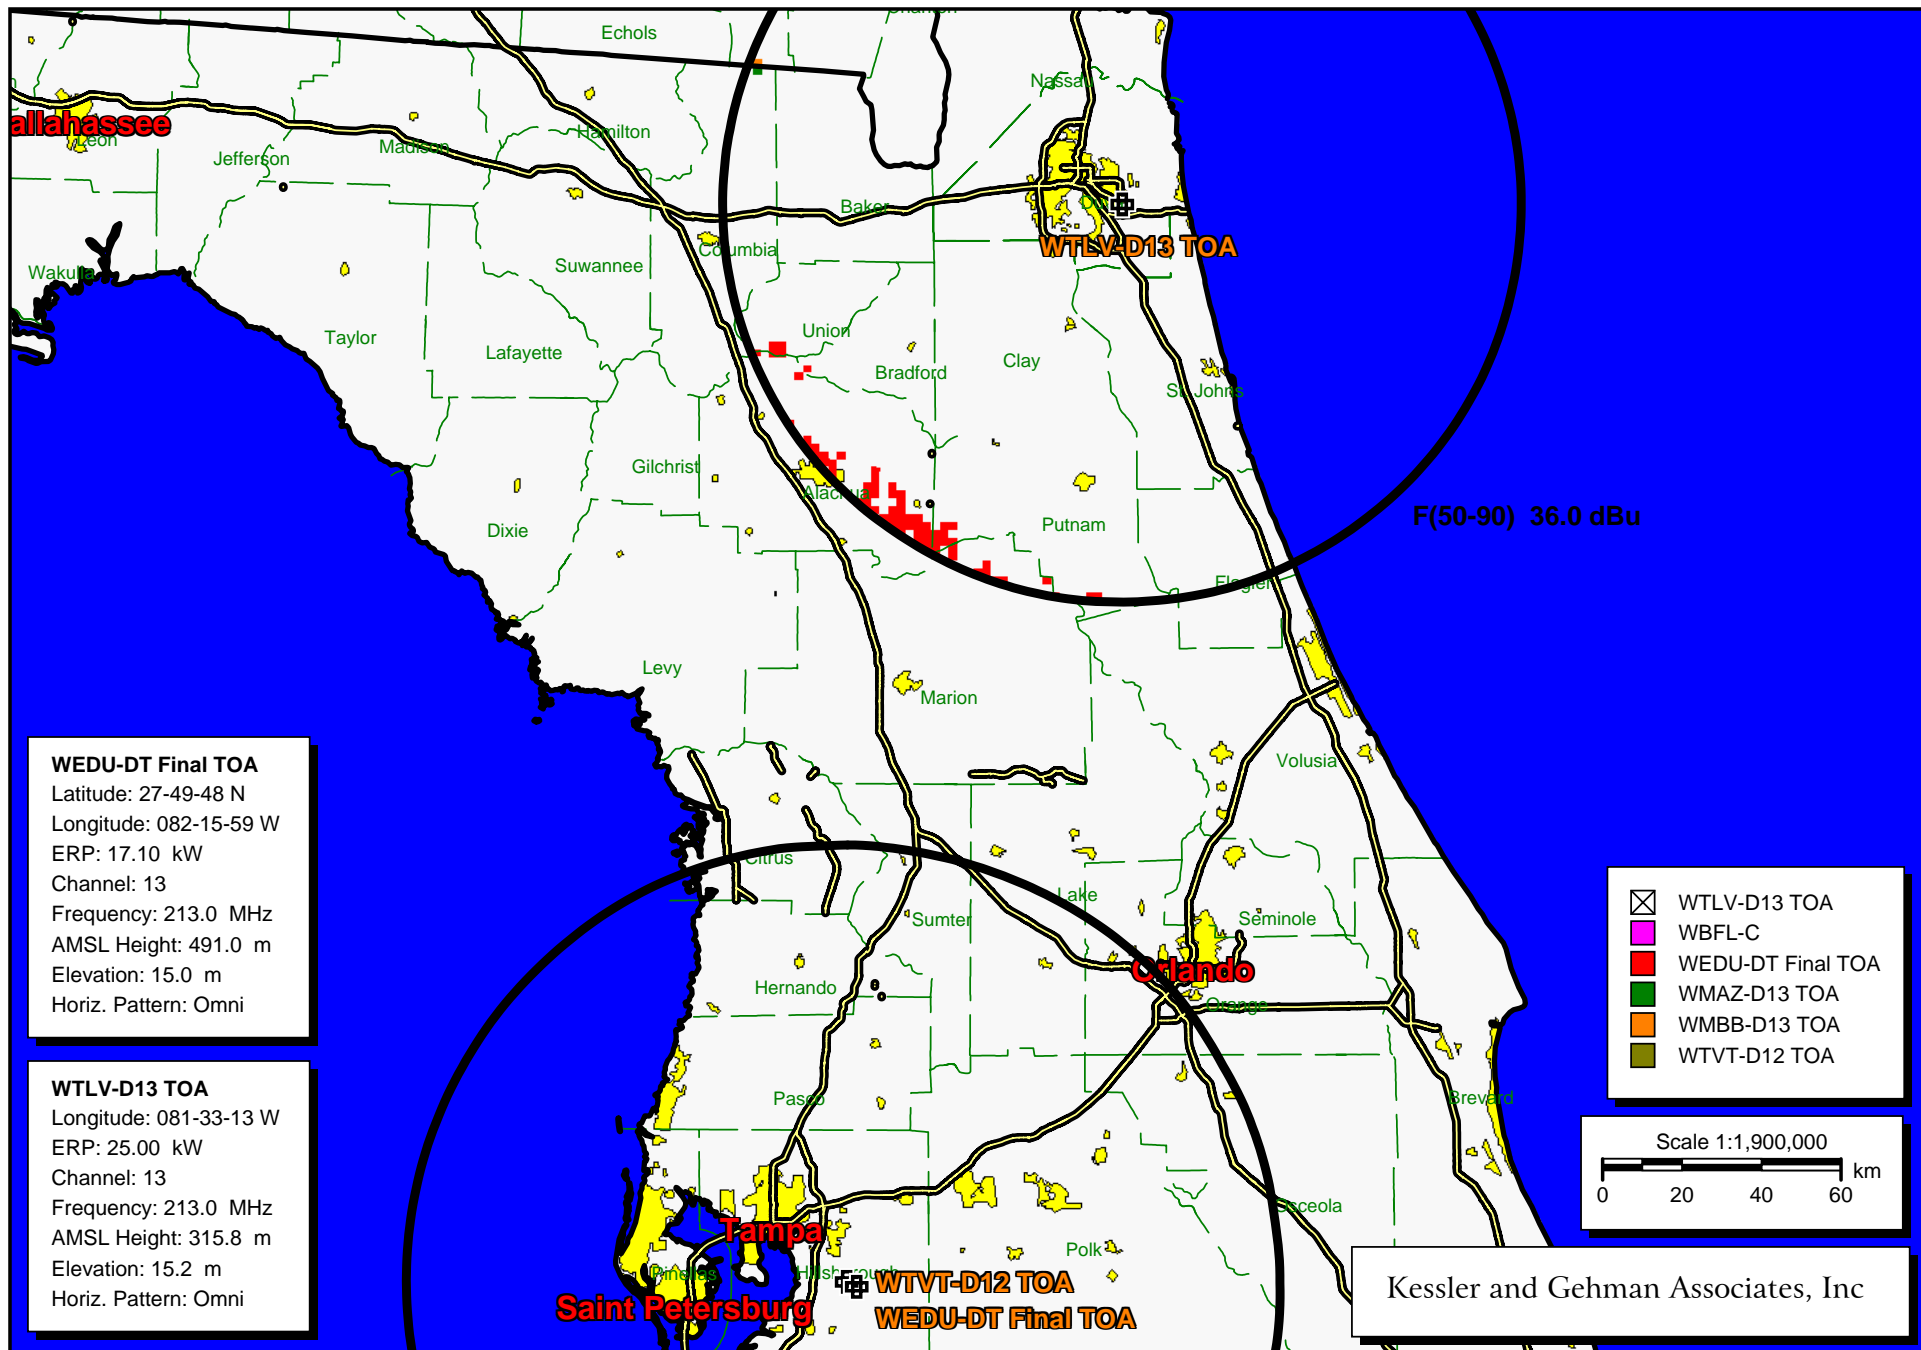 Charlton
Echols
Nassau
allahassee
Leon
Hamilton
Madison
Jefferson
Baker
Duval
WTLV-D13 TOA
Columbia
Suwannee
Wakulla
Union
Taylor
Lafayette
Clay
Bradford
St. Johns
Gilchrist
Alachua
Dixie
Putnam
F(50-90) 36.0 dBu
Flagler
Levy
Marion
Volusia
WEDU-DT Final TOA
Latitude: 27-49-48 N
Longitude: 082-15-59 W
ERP: 17.10 kW
Channel: 13
Frequency: 213.0 MHz
AMSL Height: 491.0 m
Elevation: 15.0 m
Horiz. Pattern: Omni
Citrus
Lake
Sumter
Seminole
Orlando
Hernando
Orange
WTLV-D13 TOA
WBFL-C
WEDU-DT Final TOA
WMAZ-D13 TOA
WMBB-D13 TOA
WTVT-D12 TOA
WTLV-D13 TOA
Longitude: 081-33-13 W
ERP: 25.00 kW
Channel: 13
Frequency: 213.0 MHz
AMSL Height: 315.8 m
Elevation: 15.2 m
Horiz. Pattern: Omni
Pasco
Brevard
Scale 1:1,900,000
km
0 20 40 60
Osceola
Tampa
Polk
Pinellas
Hillsborough
WTVT-D12 TOA
Saint Petersburg
WEDU-DT Final TOA
Kessler and Gehman Associates, Inc